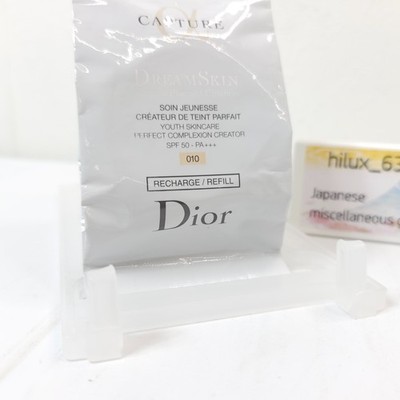 CAPTURE
DREAMSKIN
SOIN JEUNESSE
CRÉATEUR DE TEINT PARFAIT
YOUTH SKINCARE
PERFECT COMPLEXION CREATOR
SPF 50 - PA+++
010
RECHARGE / REFILL
Dior
hilux_63
Japanese
miscellaneous